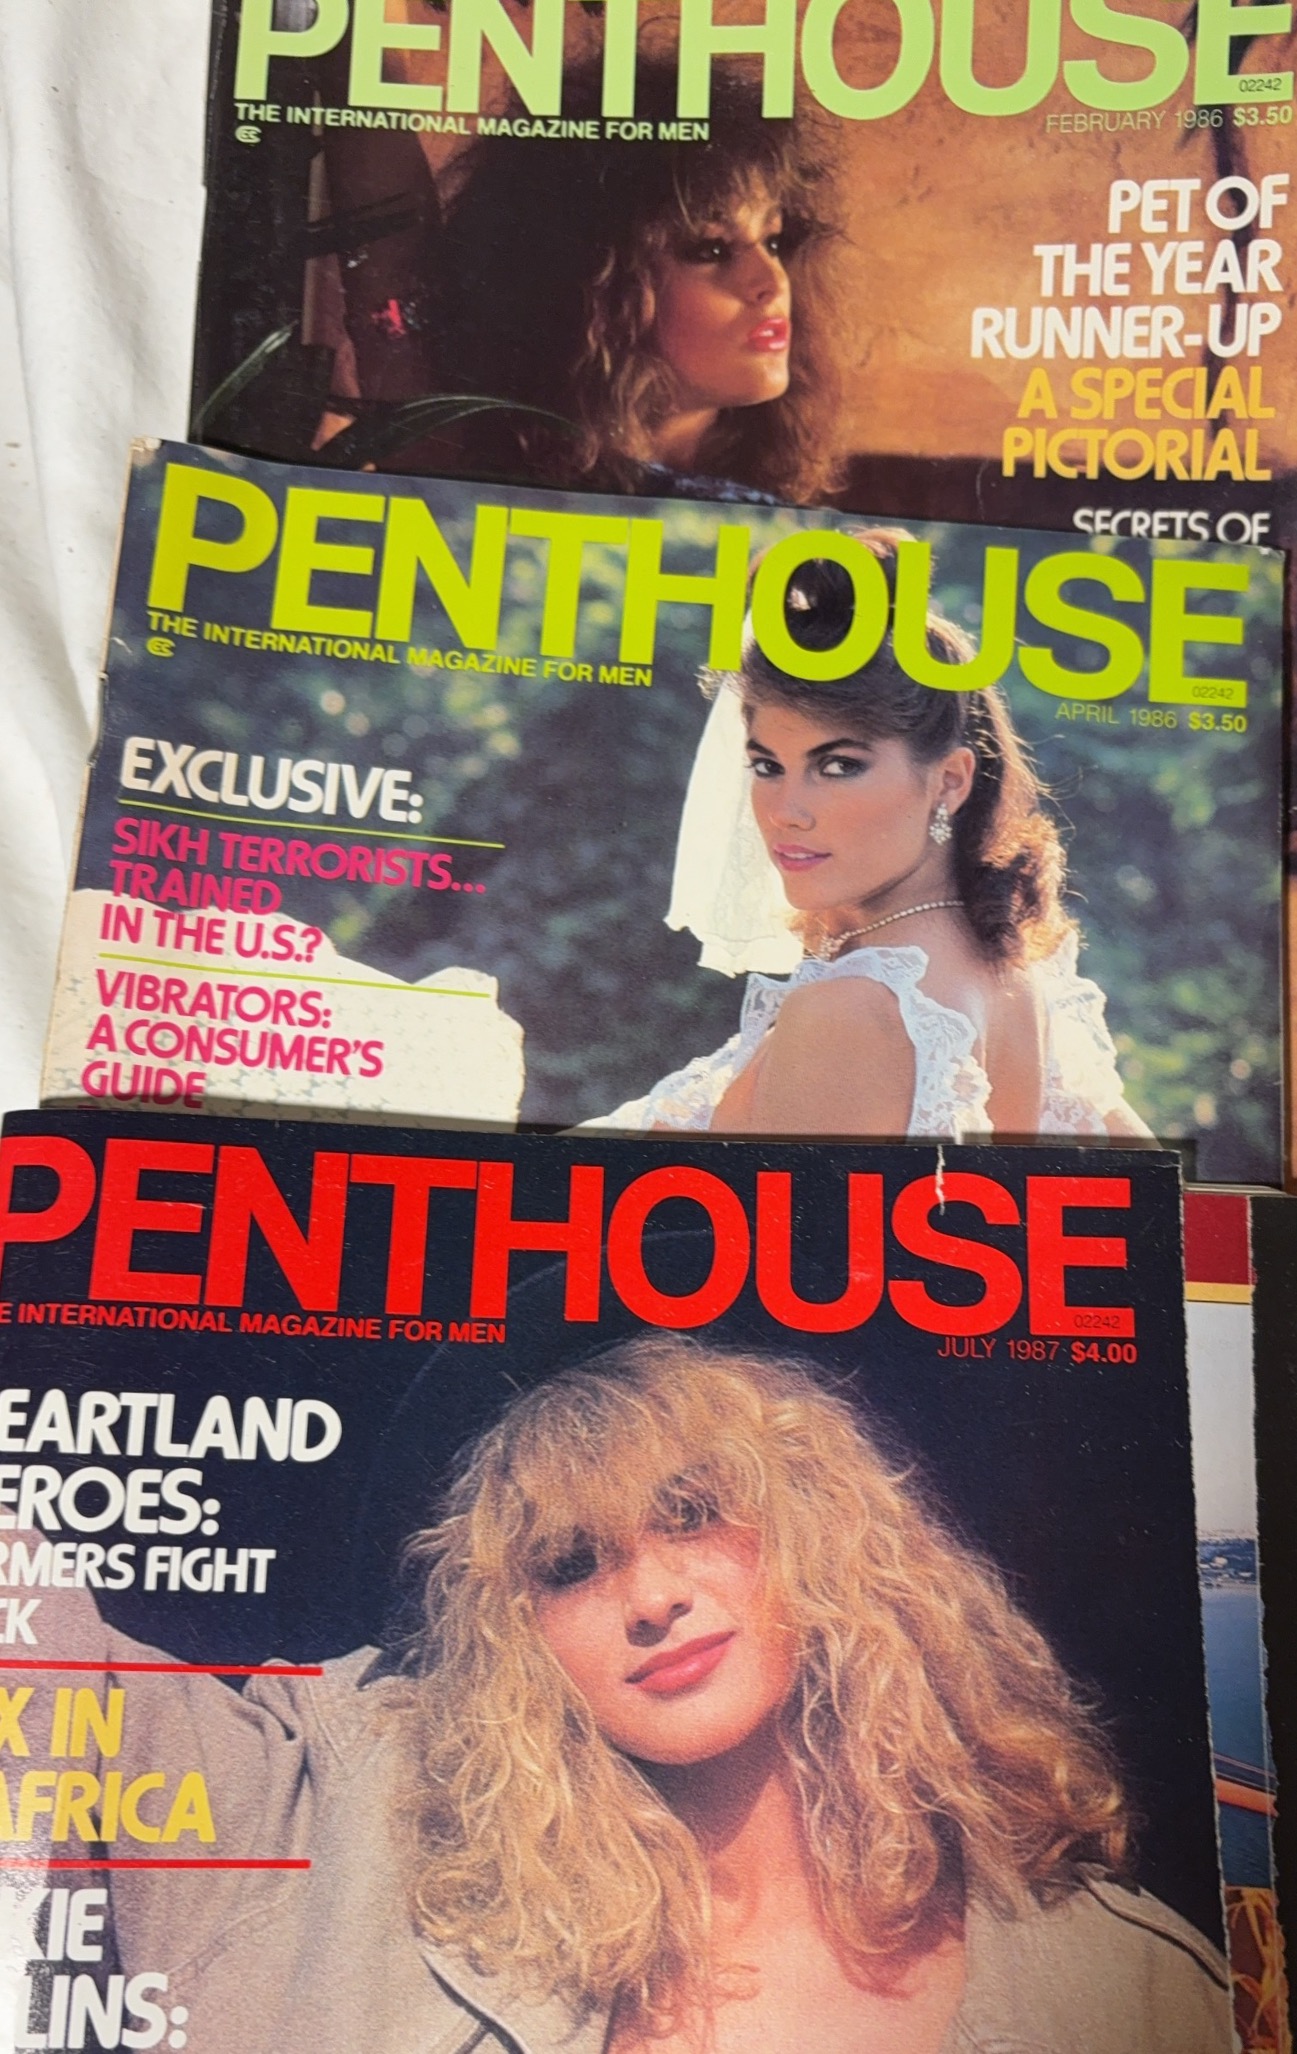 PENTHOUSE
02242
THE INTERNATIONAL MAGAZINE FOR MEN
FEBRUARY 1986 $3.50
PET OF
THE YEAR
RUNNER-UP
A SPECIAL
PICTORIAL
SECRETS OF
PENTHOUSE
THE INTERNATIONAL MAGAZINE FOR MEN
02242
APRIL 1986 $3.50
EXCLUSIVE:
SIKH TERRORISTS...
TRAINED
IN THE U.S.?
VIBRATORS:
A CONSUMER'S
GUIDE
PENTHOUSE
E INTERNATIONAL MAGAZINE FOR MEN
02242
JULY 1987 $4.00
EARTLAND
EROES:
RMERS FIGHT
CK
X IN
AFRICA
KIE
LINS: